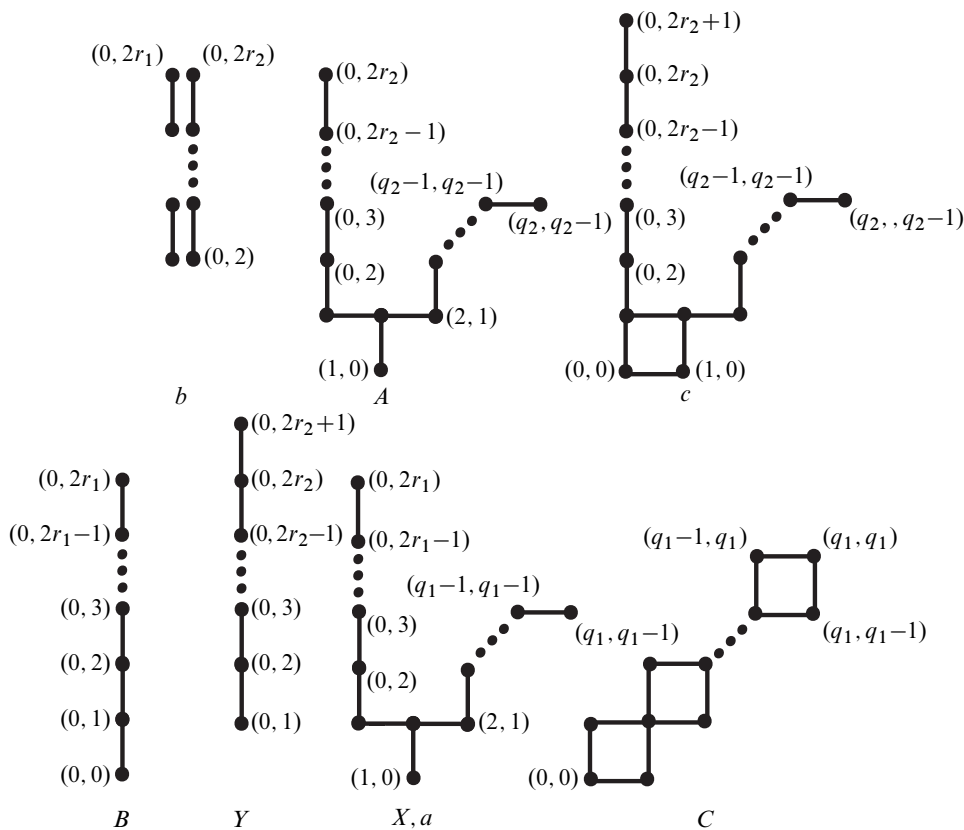 (0, 2r₁) (0, 2r₂)
(0, 2)
b
(0, 2r₂)
(0, 2r₂ − 1)
(q₂−1, q₂−1)
(0, 3)
(q₂, q₂−1)
(0, 2)
(2, 1)
(1, 0)
A
(0, 2r₂+1)
(0, 2r₂)
(0, 2r₂−1)
(q₂−1, q₂−1)
(0, 3)
(q₂, , q₂−1)
(0, 2)
(0, 0)
(1, 0)
c
(0, 2r₁)
(0, 2r₁−1)
(0, 3)
(0, 2)
(0, 1)
(0, 0)
B
(0, 2r₂+1)
(0, 2r₂)
(0, 2r₂−1)
(0, 3)
(0, 2)
(0, 1)
Y
(0, 2r₁)
(0, 2r₁−1)
(q₁−1, q₁−1)
(0, 3)
(q₁, q₁−1)
(0, 2)
(2, 1)
(1, 0)
X, a
(q₁−1, q₁) (q₁, q₁)
(q₁, q₁−1)
(0, 0)
C